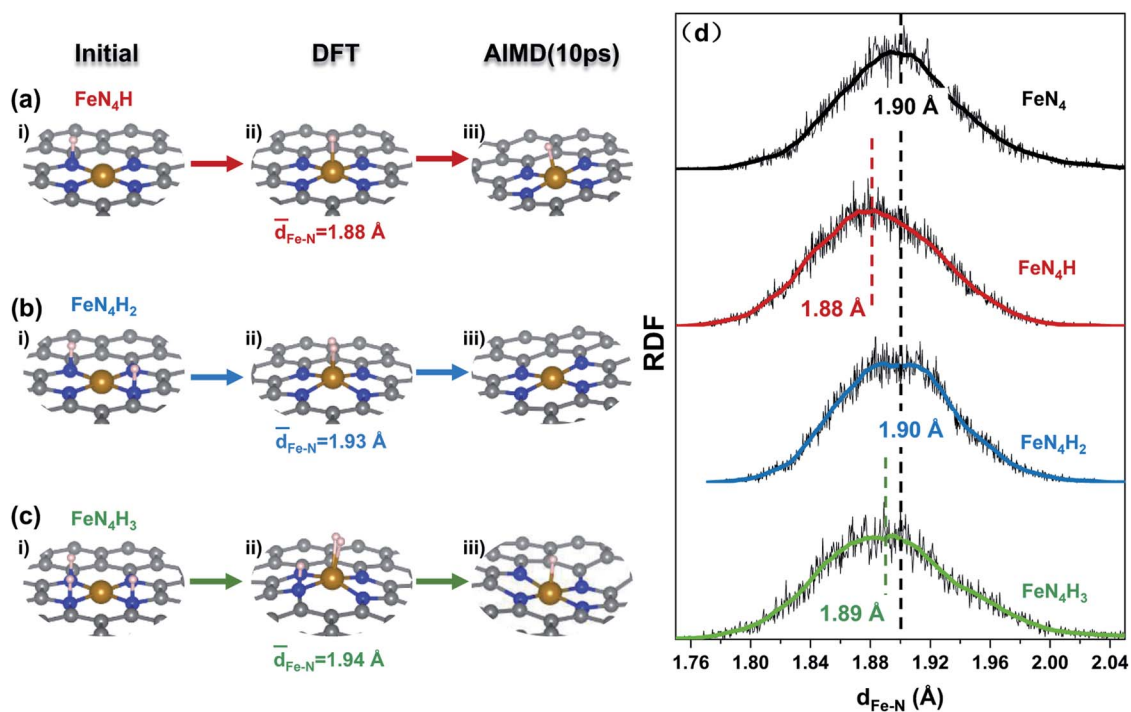 Initial DFT AIMD(10ps)
(a) FeN₄H
i) ii) iii)
d̅Fe-N=1.88 Å
(b) FeN₄H₂
i) ii) iii)
d̅Fe-N=1.93 Å
(c) FeN₄H₃
i) ii) iii)
d̅Fe-N=1.94 Å
(d)
1.90 Å
FeN₄
FeN₄H
1.88 Å
1.90 Å
FeN₄H₂
FeN₄H₃
1.89 Å
RDF
1.76 1.80 1.84 1.88 1.92 1.96 2.00 2.04
dFe-N (Å)